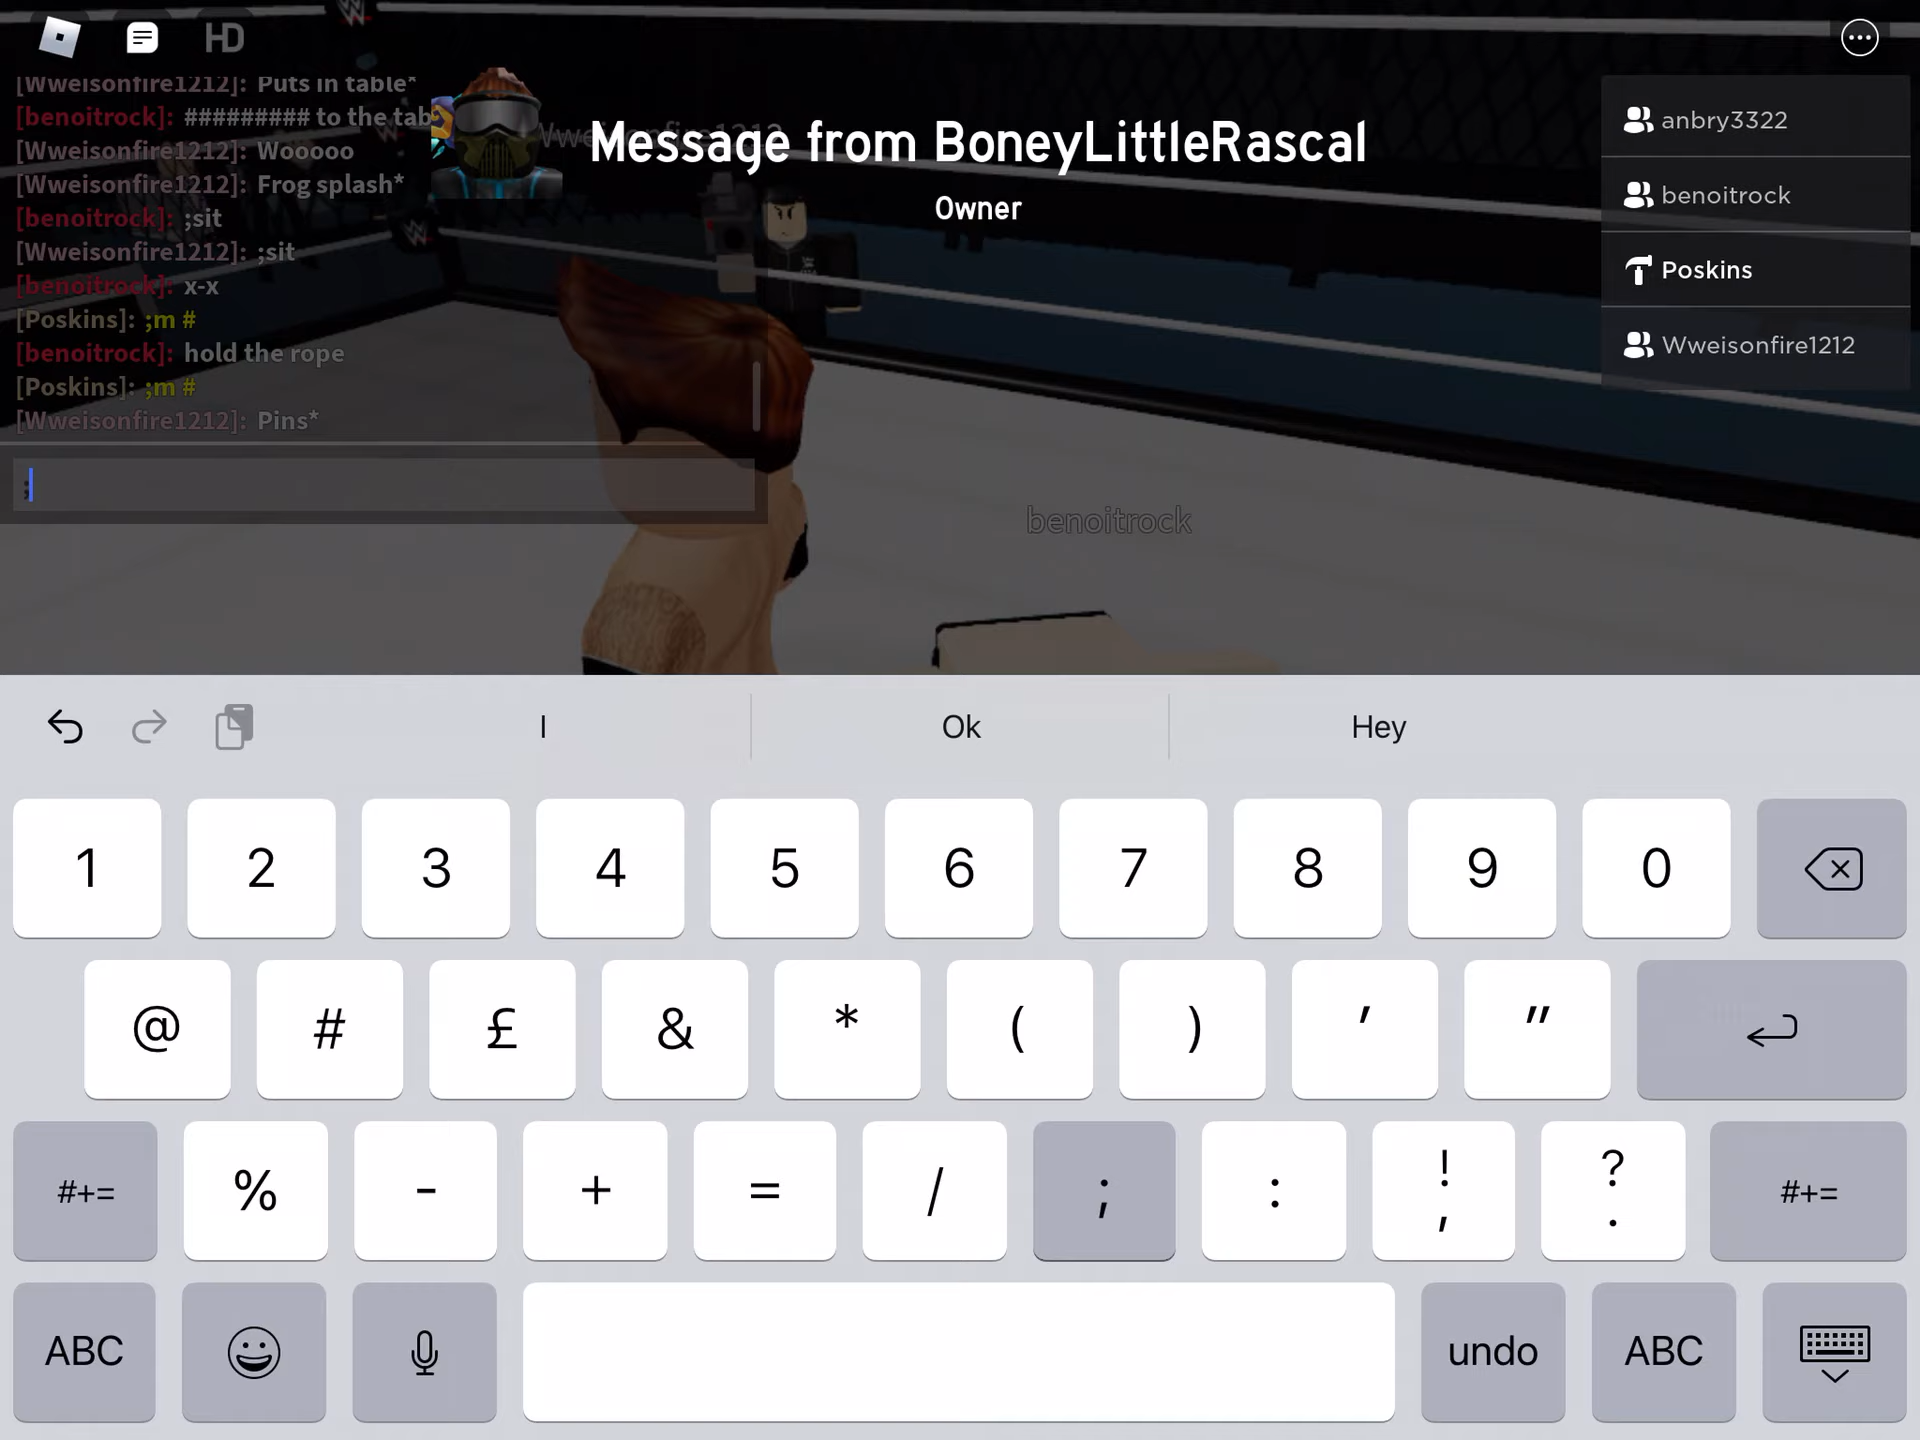 HD
[Wweisonfire1212]: Puts in table*
[benoitrock]: ######### to the tab
[Wweisonfire1212]: Wooooo
[Wweisonfire1212]: Frog splash*
[benoitrock]: ;sit
[Wweisonfire1212]: ;sit
[benoitrock]: x-x
[Poskins]: ;m #
[benoitrock]: hold the rope
[Poskins]: ;m #
[Wweisonfire1212]: Pins*
;
Wweisonfire1212
Message from BoneyLittleRascal
Owner
anbry3322
benoitrock
Poskins
Wweisonfire1212
benoitrock
I Ok Hey
1 2 3 4 5 6 7 8 9 0
@ # £ & * ( ) ' "
#+= % - + = / ; : ! , ? . #+=
ABC undo ABC